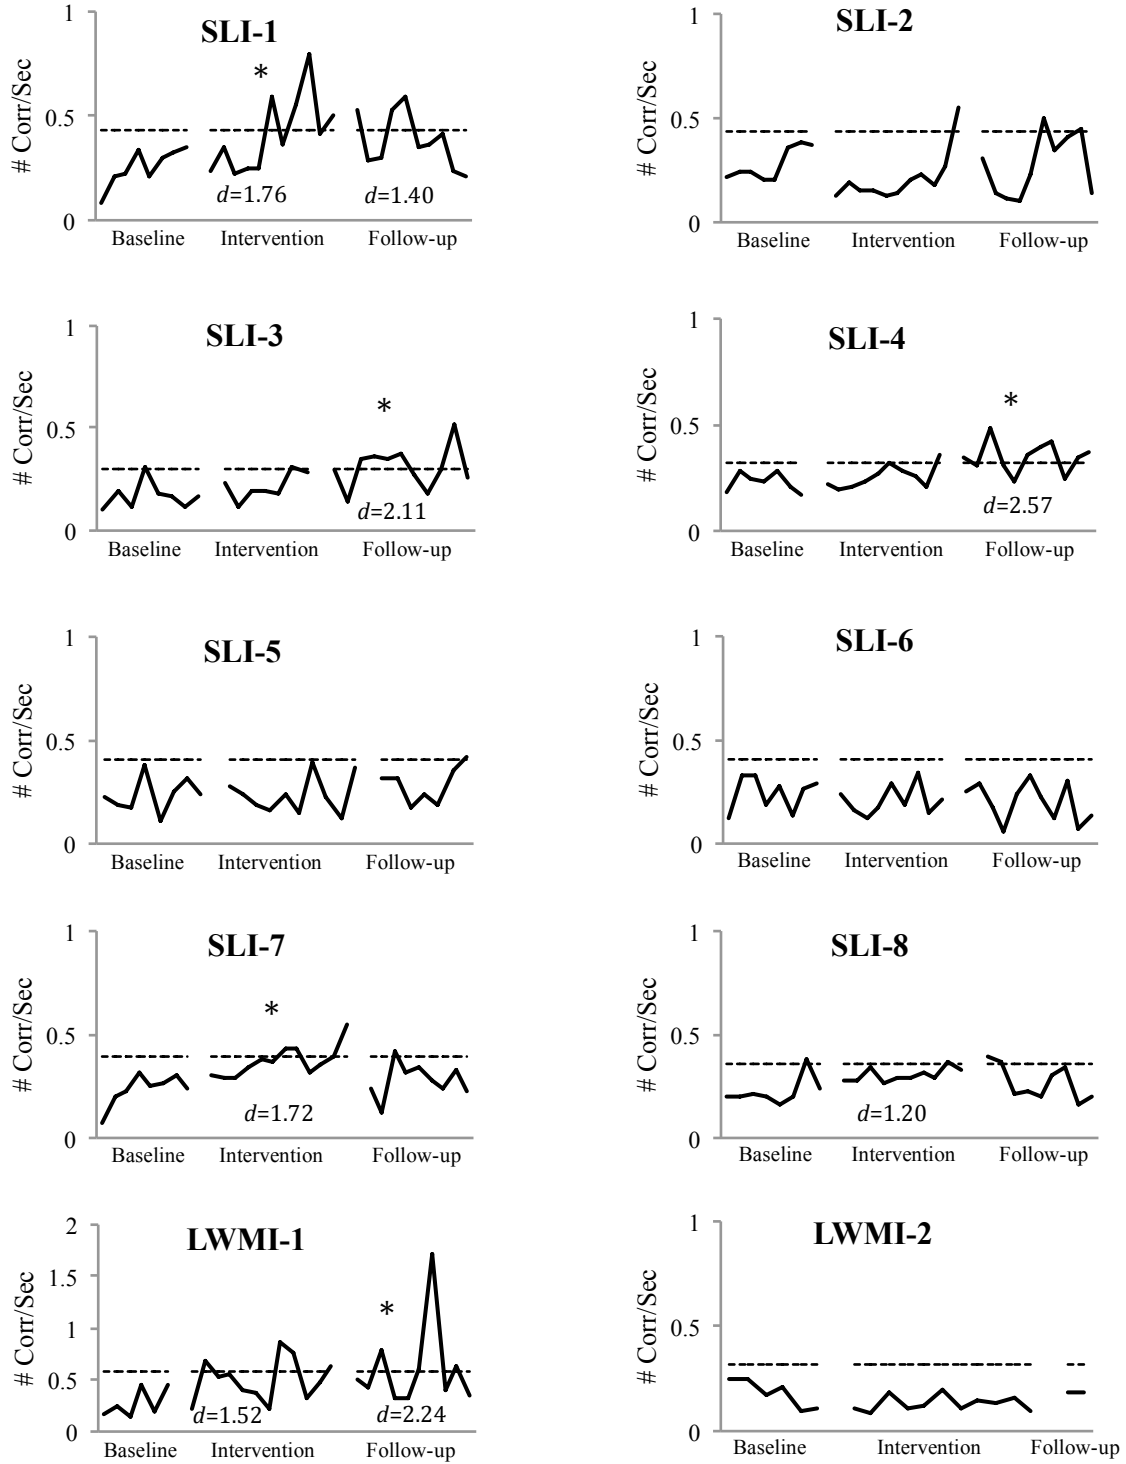 SLI-1
# Corr/Sec
1
0.5
0
*
d=1.76
d=1.40
Baseline Intervention Follow-up
SLI-2
# Corr/Sec
1
0.5
0
Baseline Intervention Follow-up
SLI-3
# Corr/Sec
1
0.5
0
*
d=2.11
Baseline Intervention Follow-up
SLI-4
# Corr/Sec
1
0.5
0
*
d=2.57
Baseline Intervention Follow-up
SLI-5
# Corr/Sec
1
0.5
0
Baseline Intervention Follow-up
SLI-6
# Corr/Sec
1
0.5
0
Baseline Intervention Follow-up
SLI-7
# Corr/Sec
1
0.5
0
*
d=1.72
Baseline Intervention Follow-up
SLI-8
# Corr/Sec
1
0.5
0
d=1.20
Baseline Intervention Follow-up
LWMI-1
# Corr/Sec
2
1.5
1
0.5
0
*
d=1.52
d=2.24
Baseline Intervention Follow-up
LWMI-2
# Corr/Sec
1
0.5
0
Baseline Intervention Follow-up